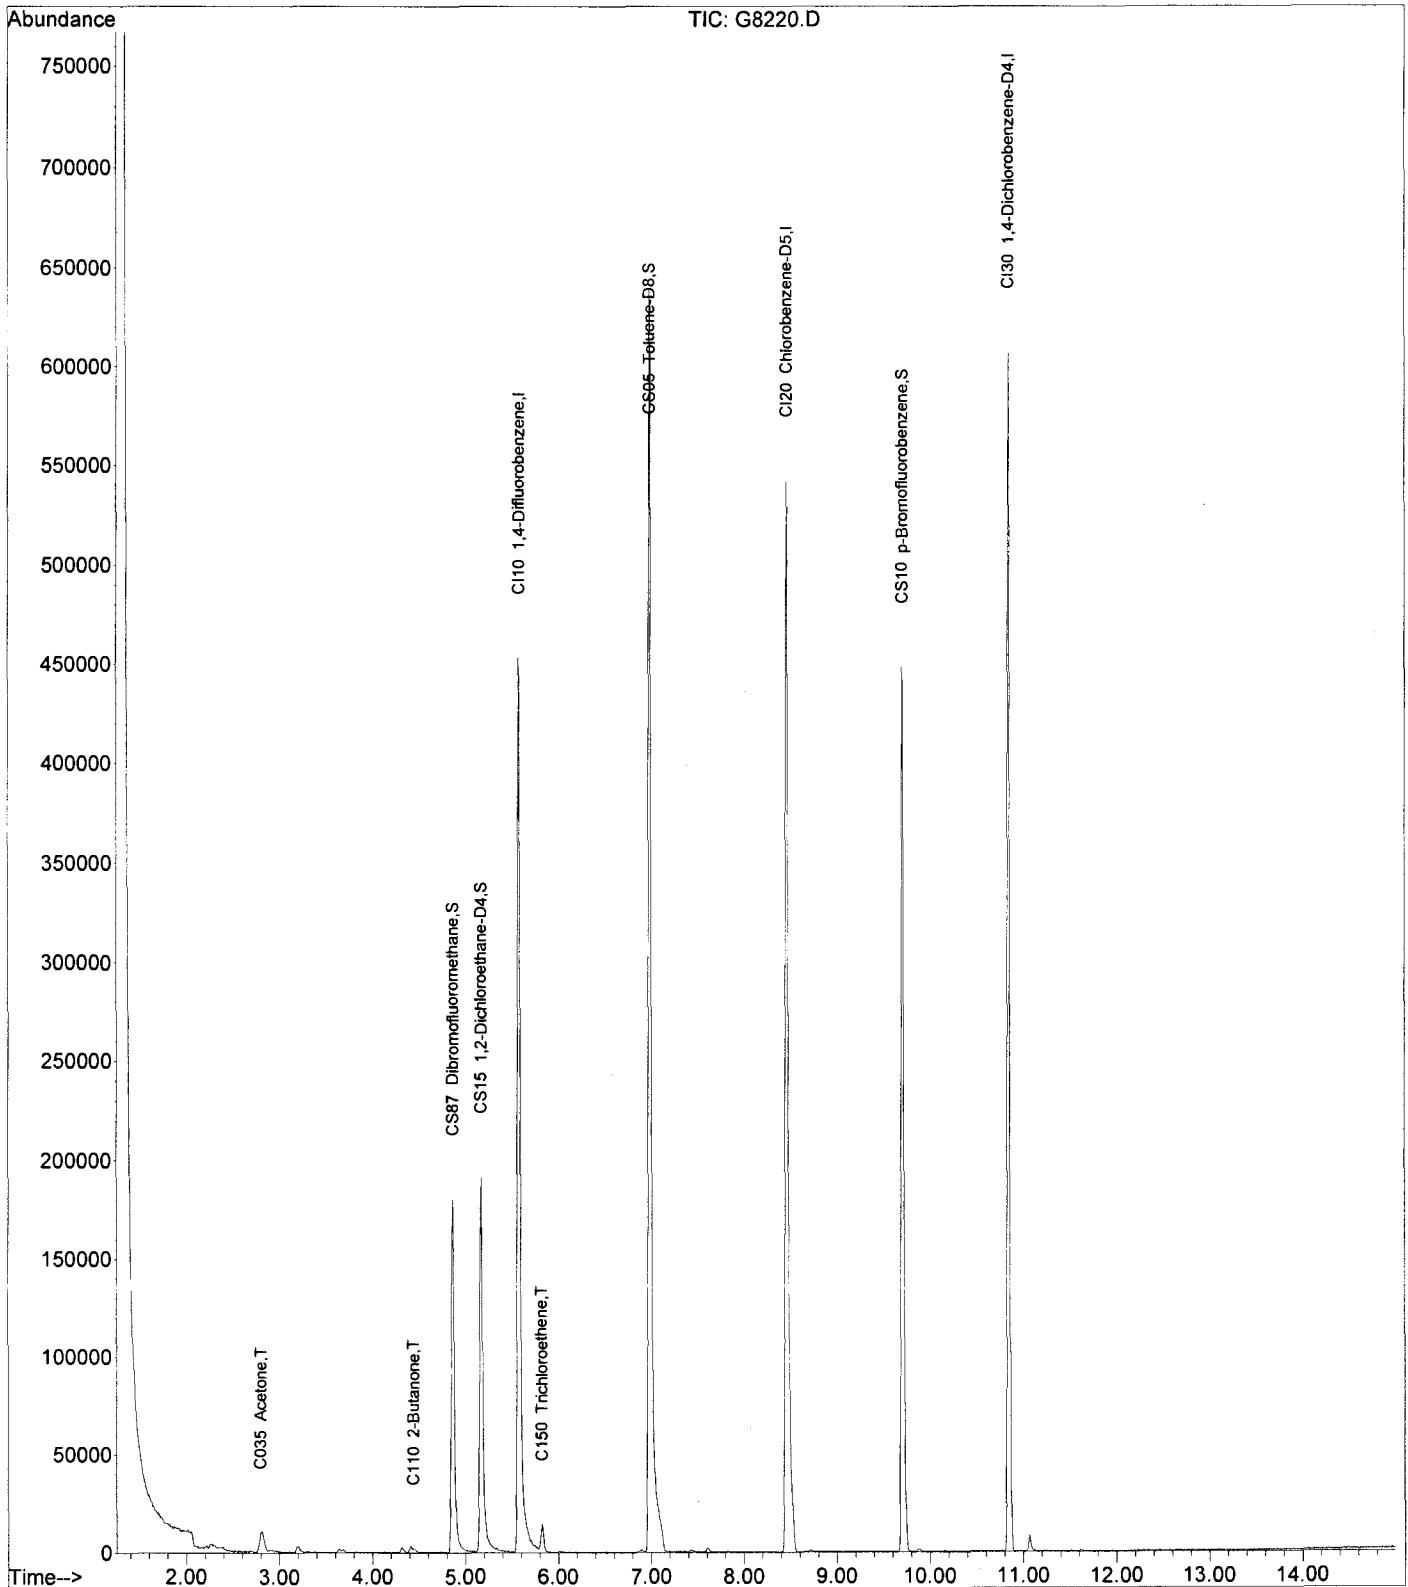 Abundance
TIC: G8220.D
750000
700000
650000
600000
550000
500000
450000
400000
350000
300000
250000
200000
150000
100000
50000
0
C035 Acetone,T
C110 2-Butanone,T
CS87 Dibromofluoromethane,S
CS15 1,2-Dichloroethane-D4,S
CI10 1,4-Difluorobenzene,I
C150 Trichloroethene,T
CS05 Toluene-D8,S
CI20 Chlorobenzene-D5,I
CS10 p-Bromofluorobenzene,S
CI30 1,4-Dichlorobenzene-D4,I
Time-->
2.00 3.00 4.00 5.00 6.00 7.00 8.00 9.00 10.00 11.00 12.00 13.00 14.00